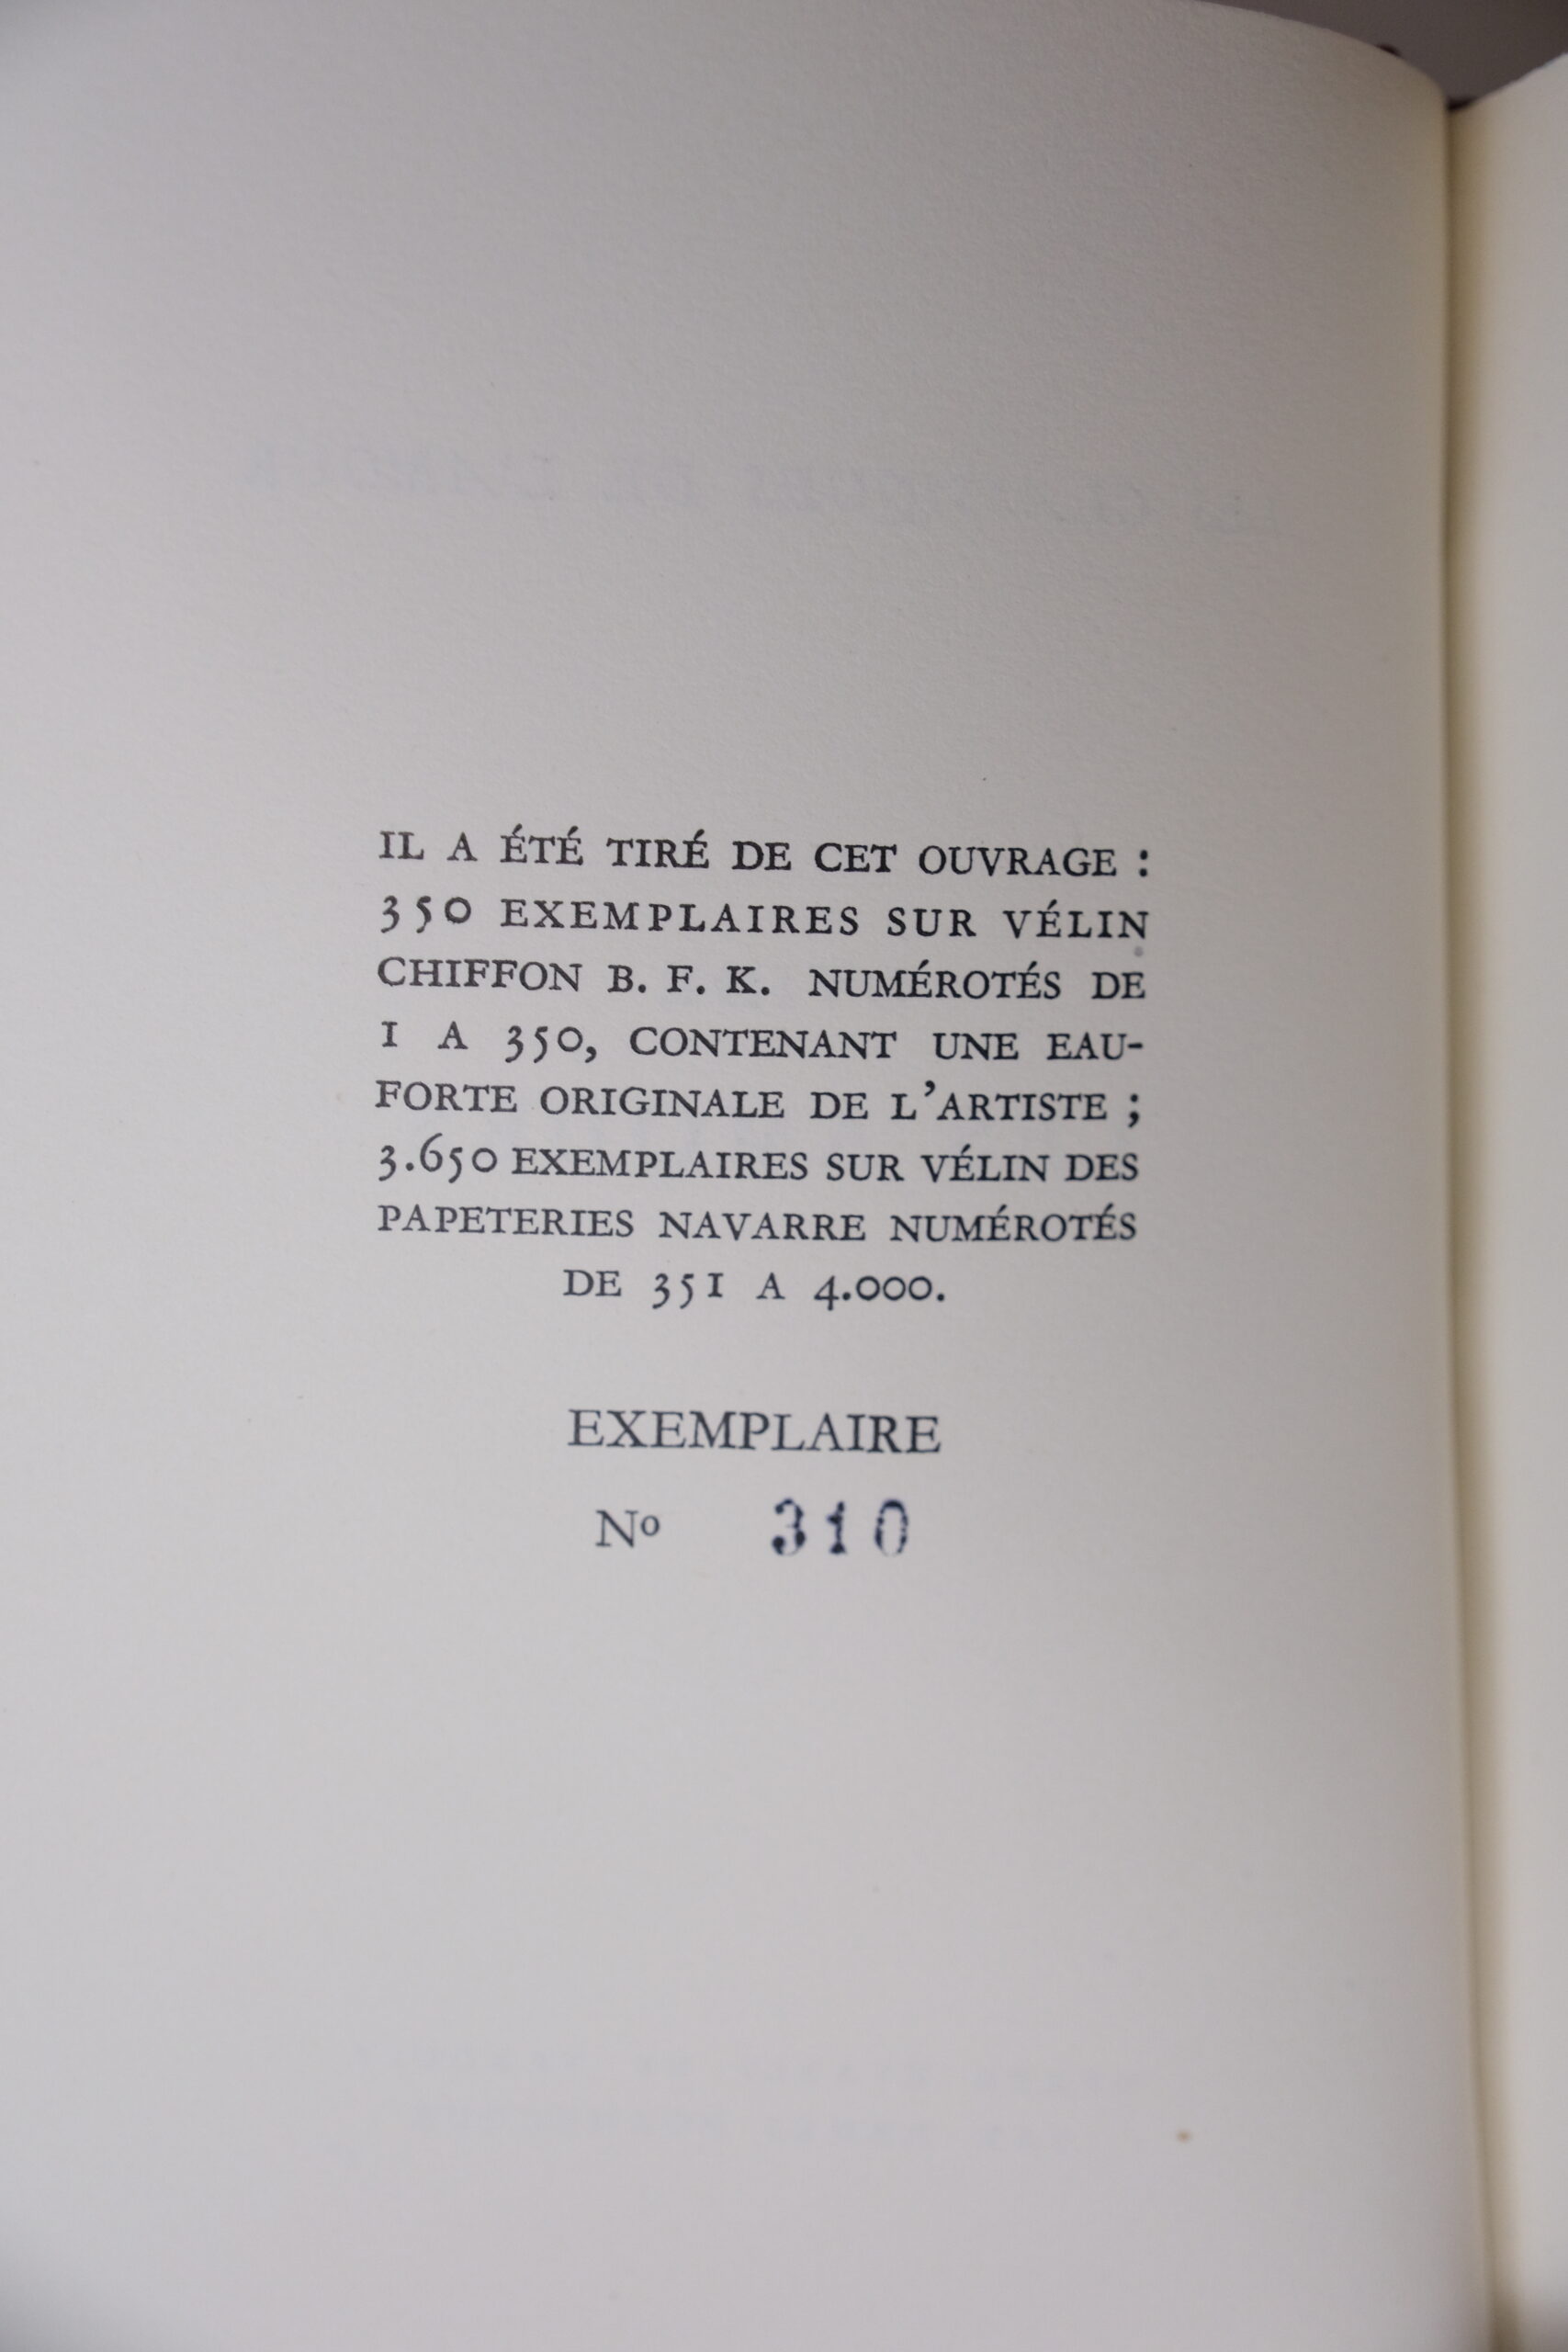 IL A ÉTÉ TIRÉ DE CET OUVRAGE :
350 EXEMPLAIRES SUR VÉLIN
CHIFFON B. F. K. NUMÉROTÉS DE
1 A 350, CONTENANT UNE EAU-
FORTE ORIGINALE DE L'ARTISTE ;
3.650 EXEMPLAIRES SUR VÉLIN DES
PAPETERIES NAVARRE NUMÉROTÉS
DE 351 A 4.000.
EXEMPLAIRE
Nº 310